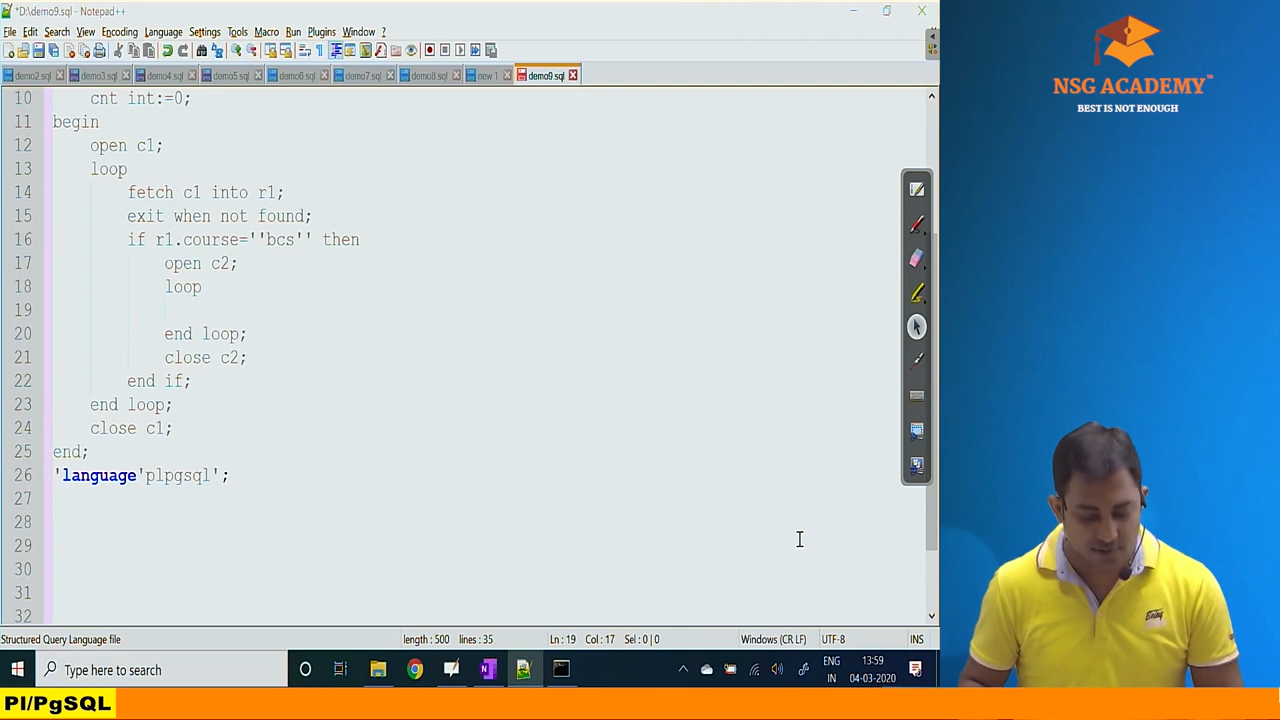 *D:\demo9.sql - Notepad++
File Edit Search View Encoding Language Settings Tools Macro Run Plugins Window ?
demo2.sql demo3.sql demo4.sql demo5.sql demo6.sql demo7.sql demo8.sql new 1 demo9.sql
10 cnt int:=0;
11 begin
12 open c1;
13 loop
14 fetch c1 into r1;
15 exit when not found;
16 if r1.course=''bcs'' then
17 open c2;
18 loop
19
20 end loop;
21 close c2;
22 end if;
23 end loop;
24 close c1;
25 end;
26 'language'plpgsql';
27
28
29
30
31
32
Structured Query Language file length : 500 lines : 35 Ln : 19 Col : 17 Sel : 0 | 0 Windows (CR LF) UTF-8 INS
Type here to search
ENG
IN
13:59
04-03-2020
NSG ACADEMY™
BEST IS NOT ENOUGH
Pl/PgSQL